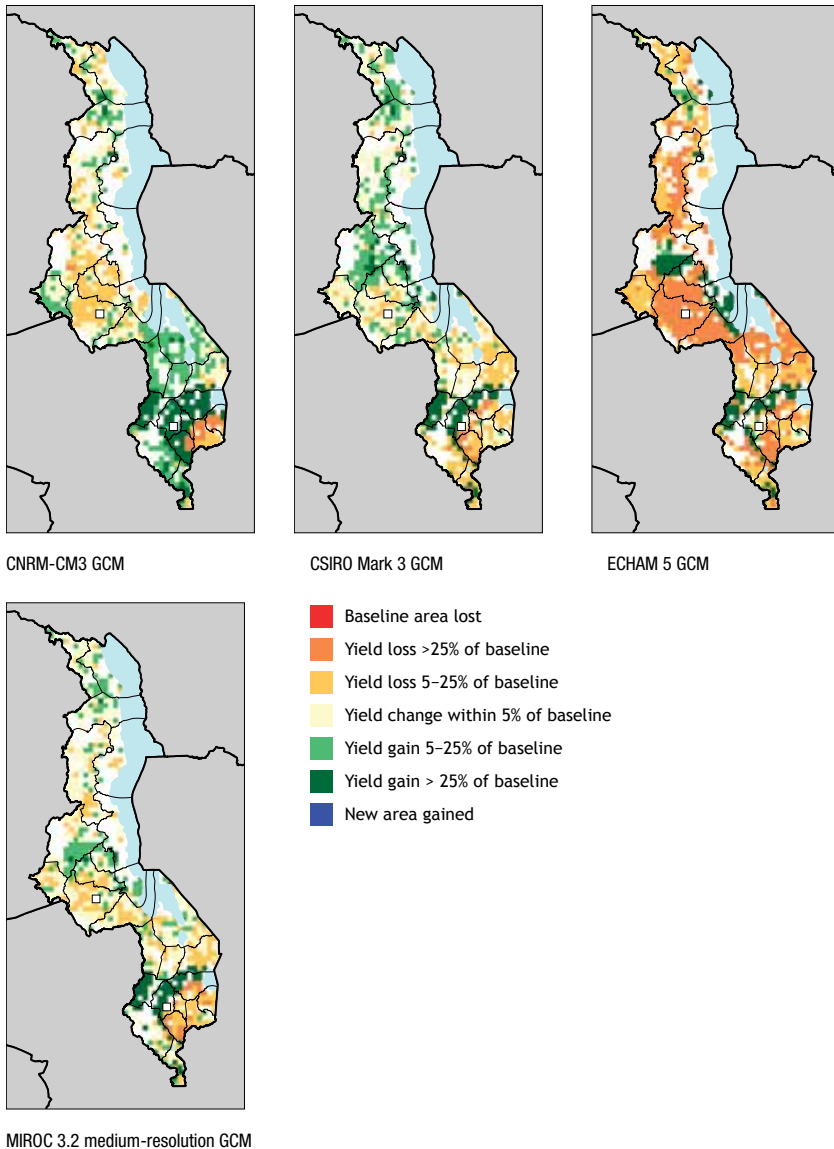 CNRM-CM3 GCM
CSIRO Mark 3 GCM
ECHAM 5 GCM
Baseline area lost
Yield loss >25% of baseline
Yield loss 5–25% of baseline
Yield change within 5% of baseline
Yield gain 5–25% of baseline
Yield gain > 25% of baseline
New area gained
MIROC 3.2 medium-resolution GCM